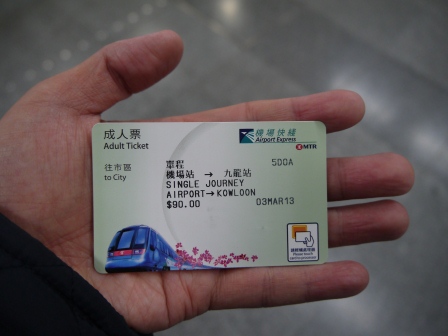 成人票
Adult Ticket
機場快綫
Airport Express
MTR
往市區
to City
單程
500A
機場站 → 九龍站
SINGLE JOURNEY
AIRPORT→KOWLOON
$90.00
03MAR13